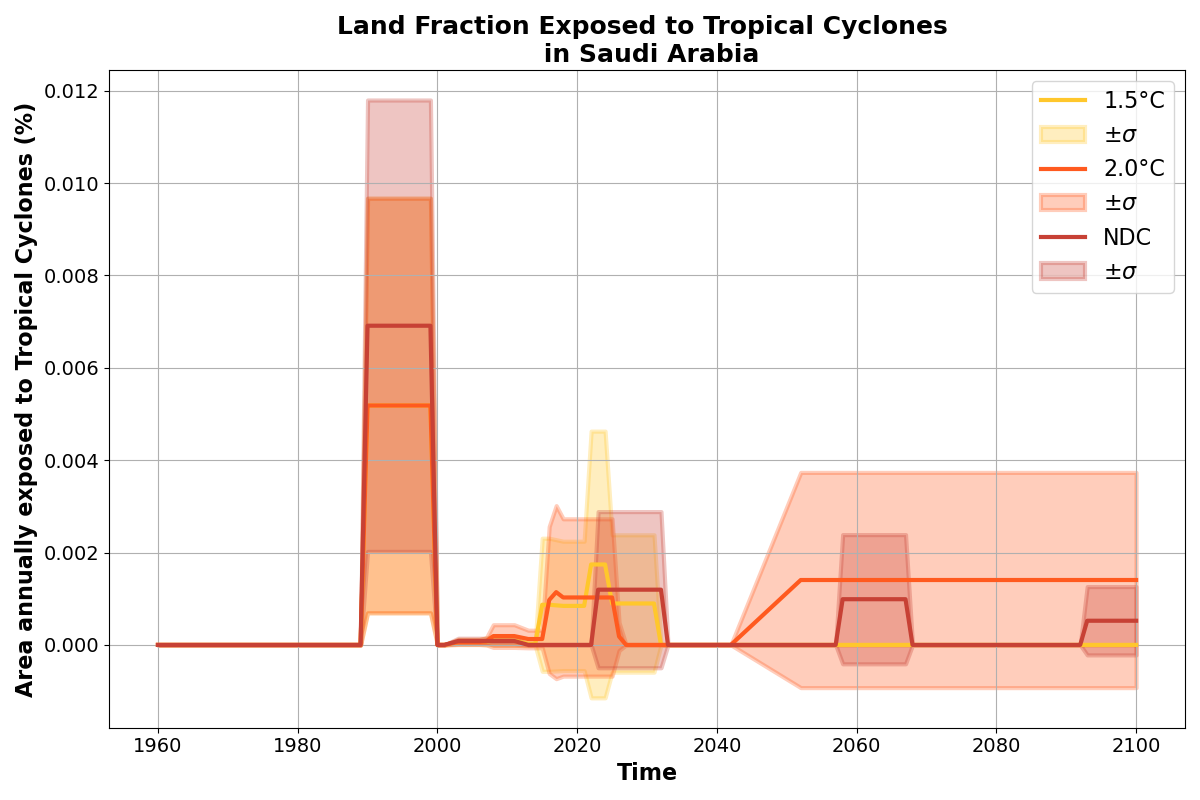 Land Fraction Exposed to Tropical Cyclones
in Saudi Arabia
Area annually exposed to Tropical Cyclones (%)
0.012
0.010
0.008
0.006
0.004
0.002
0.000
1960
1980
2000
2020
2040
2060
2080
2100
Time
1.5°C
±σ
2.0°C
±σ
NDC
±σ